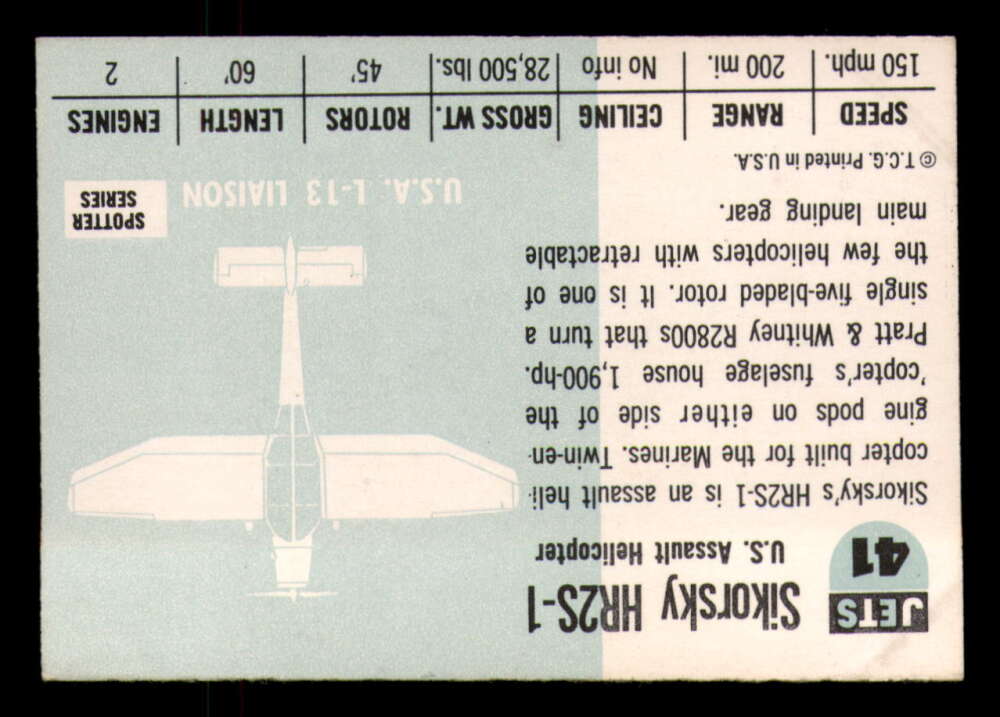 JETS
41
Sikorsky HR2S-1
U.S. Assault Helicopter
Sikorsky's HR2S-1 is an assault heli-
copter built for the Marines. Twin-en-
gine pods on either side of the
'copter's fuselage house 1,900-hp.
Pratt & Whitney R2800s that turn a
single five-bladed rotor. It is one of
the few helicopters with retractable
main landing gear.
© T.C.G. Printed in U.S.A.
U.S.A. L-13 LIAISON
SPOTTER
SERIES
SPEED RANGE CEILING GROSS WT. ROTORS LENGTH ENGINES
150 mph. 200 mi. No info 28,500 lbs. 45' 60' 2